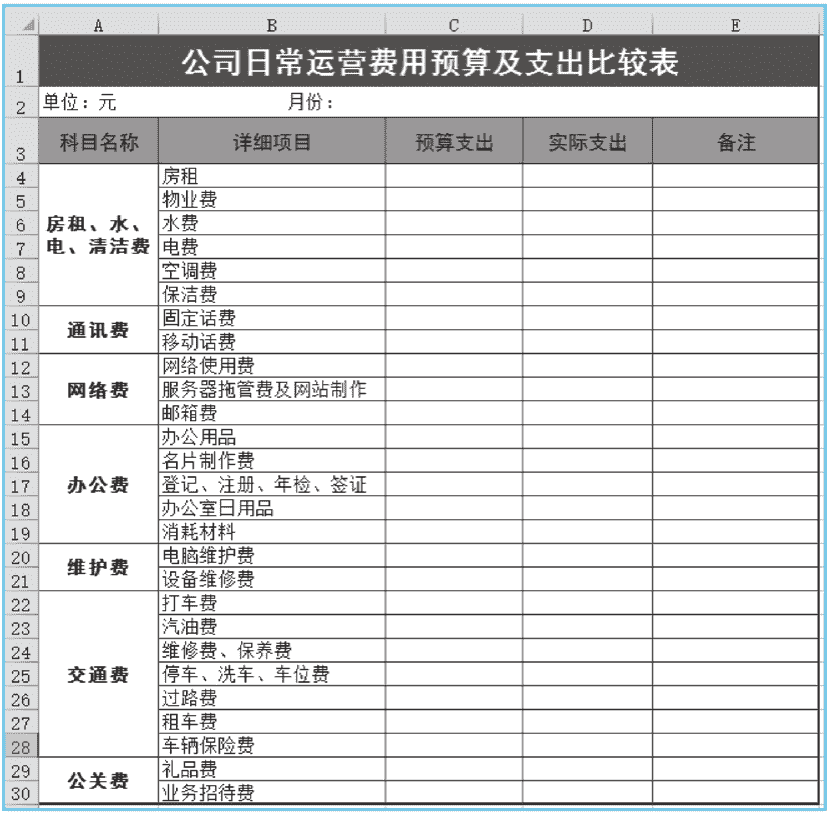 A B C D E
1 公司日常运营费用预算及支出比较表
2 单位：元 月份：
3 科目名称 详细项目 预算支出 实际支出 备注
4 房租
5 物业费
6 房租、水、 水费
7 电、清洁费 电费
8 空调费
9 保洁费
10 固定话费
通讯费
11 移动话费
12 网络使用费
13 网络费 服务器拖管费及网站制作
14 邮箱费
15 办公用品
16 名片制作费
17 办公费 登记、注册、年检、签证
18 办公室日用品
19 消耗材料
20 电脑维护费
维护费
21 设备维修费
22 打车费
23 汽油费
24 维修费、保养费
25 交通费 停车、洗车、车位费
26 过路费
27 租车费
28 车辆保险费
29 礼品费
公关费
30 业务招待费